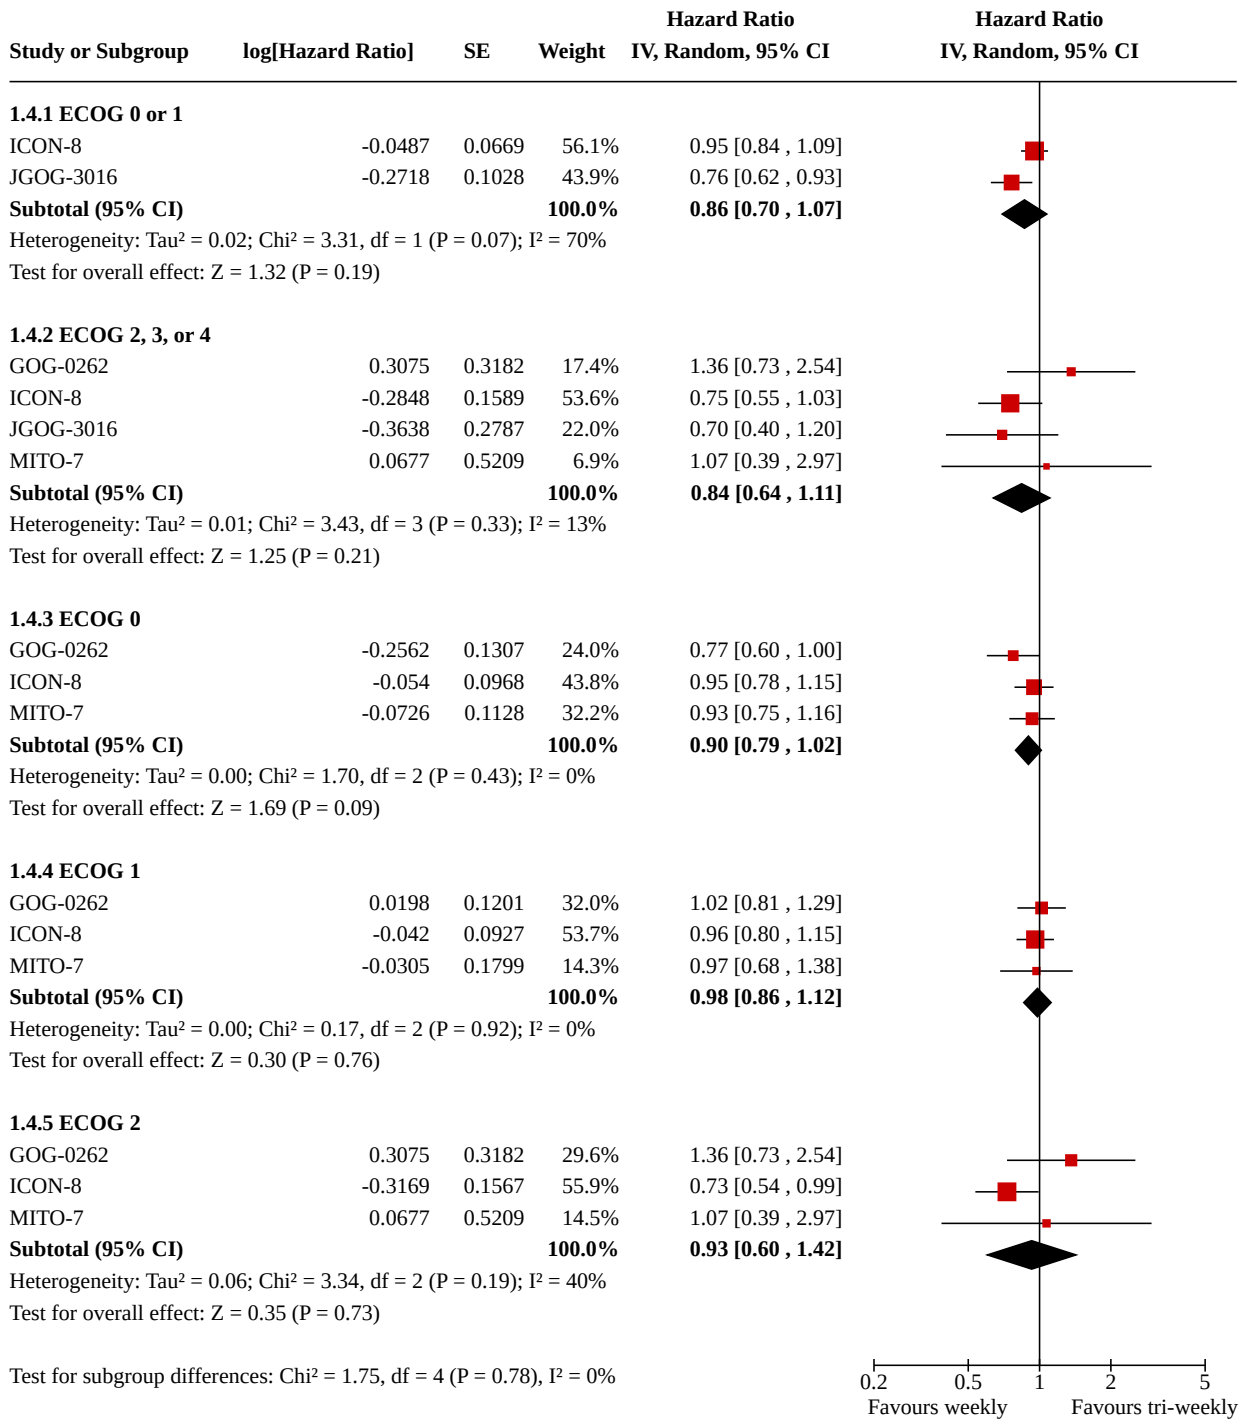 Hazard Ratio Hazard Ratio
Study or Subgroup log[Hazard Ratio] SE Weight IV, Random, 95% CI IV, Random, 95% CI
1.4.1 ECOG 0 or 1
ICON-8 -0.0487 0.0669 56.1% 0.95 [0.84 , 1.09]
JGOG-3016 -0.2718 0.1028 43.9% 0.76 [0.62 , 0.93]
Subtotal (95% CI) 100.0% 0.86 [0.70 , 1.07]
Heterogeneity: Tau² = 0.02; Chi² = 3.31, df = 1 (P = 0.07); I² = 70%
Test for overall effect: Z = 1.32 (P = 0.19)
1.4.2 ECOG 2, 3, or 4
GOG-0262 0.3075 0.3182 17.4% 1.36 [0.73 , 2.54]
ICON-8 -0.2848 0.1589 53.6% 0.75 [0.55 , 1.03]
JGOG-3016 -0.3638 0.2787 22.0% 0.70 [0.40 , 1.20]
MITO-7 0.0677 0.5209 6.9% 1.07 [0.39 , 2.97]
Subtotal (95% CI) 100.0% 0.84 [0.64 , 1.11]
Heterogeneity: Tau² = 0.01; Chi² = 3.43, df = 3 (P = 0.33); I² = 13%
Test for overall effect: Z = 1.25 (P = 0.21)
1.4.3 ECOG 0
GOG-0262 -0.2562 0.1307 24.0% 0.77 [0.60 , 1.00]
ICON-8 -0.054 0.0968 43.8% 0.95 [0.78 , 1.15]
MITO-7 -0.0726 0.1128 32.2% 0.93 [0.75 , 1.16]
Subtotal (95% CI) 100.0% 0.90 [0.79 , 1.02]
Heterogeneity: Tau² = 0.00; Chi² = 1.70, df = 2 (P = 0.43); I² = 0%
Test for overall effect: Z = 1.69 (P = 0.09)
1.4.4 ECOG 1
GOG-0262 0.0198 0.1201 32.0% 1.02 [0.81 , 1.29]
ICON-8 -0.042 0.0927 53.7% 0.96 [0.80 , 1.15]
MITO-7 -0.0305 0.1799 14.3% 0.97 [0.68 , 1.38]
Subtotal (95% CI) 100.0% 0.98 [0.86 , 1.12]
Heterogeneity: Tau² = 0.00; Chi² = 0.17, df = 2 (P = 0.92); I² = 0%
Test for overall effect: Z = 0.30 (P = 0.76)
1.4.5 ECOG 2
GOG-0262 0.3075 0.3182 29.6% 1.36 [0.73 , 2.54]
ICON-8 -0.3169 0.1567 55.9% 0.73 [0.54 , 0.99]
MITO-7 0.0677 0.5209 14.5% 1.07 [0.39 , 2.97]
Subtotal (95% CI) 100.0% 0.93 [0.60 , 1.42]
Heterogeneity: Tau² = 0.06; Chi² = 3.34, df = 2 (P = 0.19); I² = 40%
Test for overall effect: Z = 0.35 (P = 0.73)
Test for subgroup differences: Chi² = 1.75, df = 4 (P = 0.78), I² = 0%
0.2 0.5 1 2 5
Favours weekly Favours tri-weekly